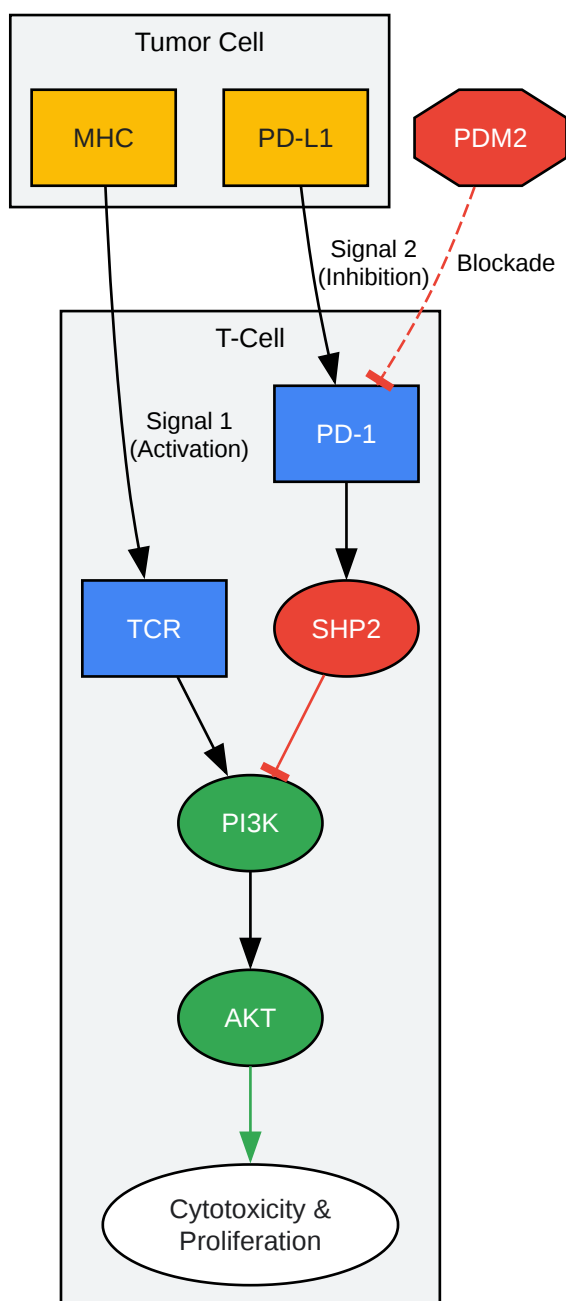 Tumor Cell
MHC
PD-L1
PDM2
Signal 2
(Inhibition)
Blockade
T-Cell
PD-1
Signal 1
(Activation)
TCR
SHP2
PI3K
AKT
Cytotoxicity &
Proliferation